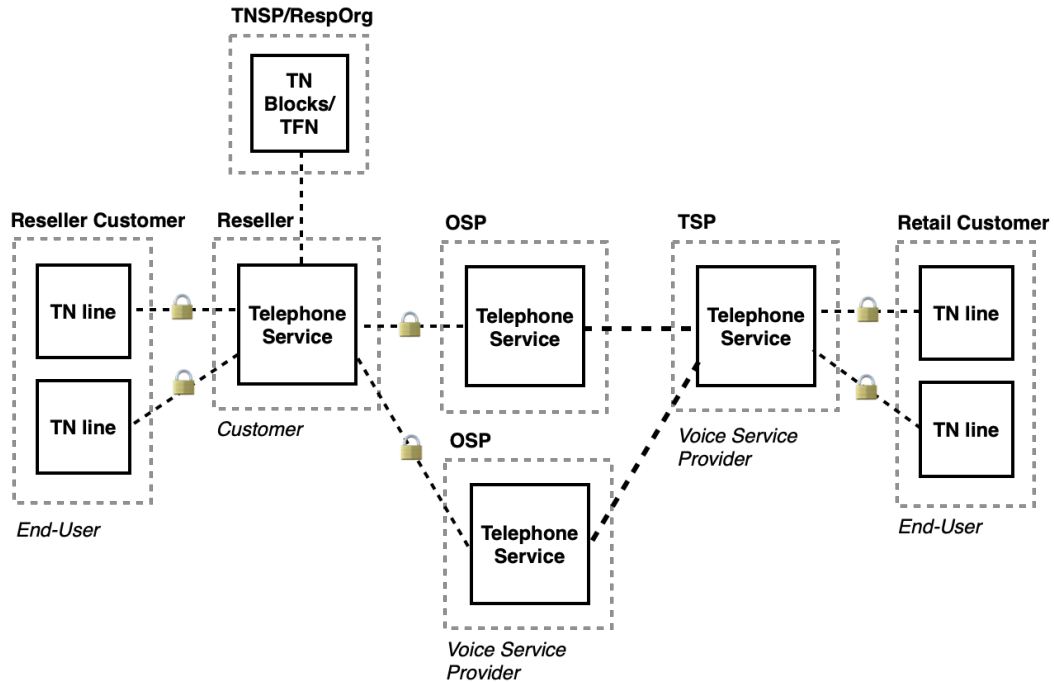 TNSP/RespOrg
TN
Blocks/
TFN
Reseller Customer
TN line
TN line
End-User
Reseller
Telephone
Service
Customer
OSP
Telephone
Service
OSP
Telephone
Service
Voice Service
Provider
TSP
Telephone
Service
Voice Service
Provider
Retail Customer
TN line
TN line
End-User